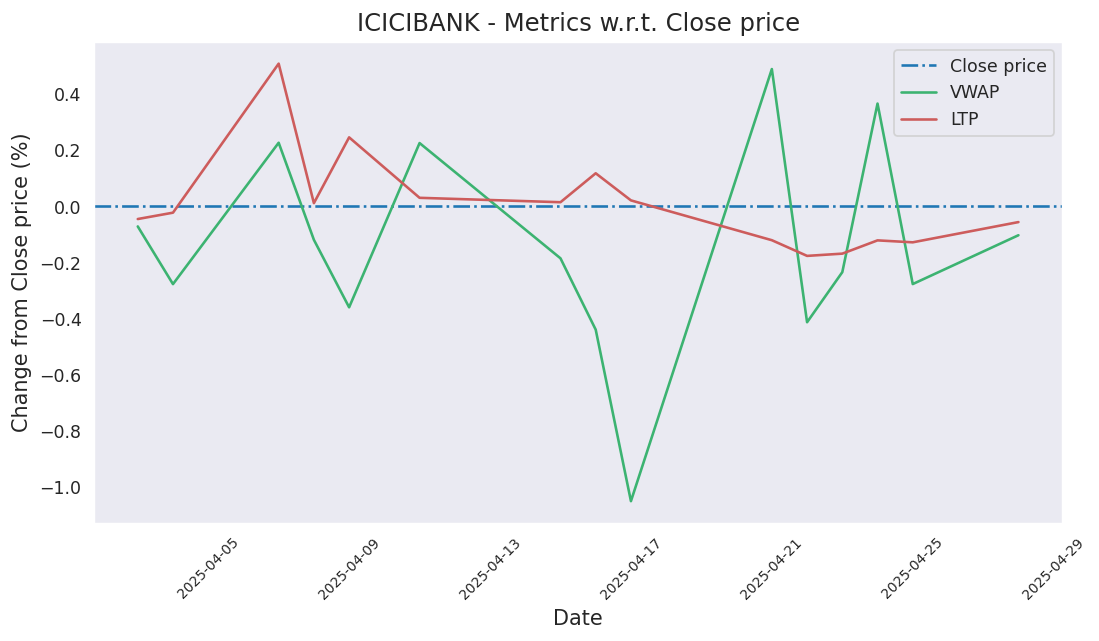 ICICIBANK - Metrics w.r.t. Close price
Close price
VWAP
LTP
Change from Close price (%)
0.4
0.2
0.0
−0.2
−0.4
−0.6
−0.8
−1.0
2025-04-05
2025-04-09
2025-04-13
2025-04-17
2025-04-21
2025-04-25
2025-04-29
Date